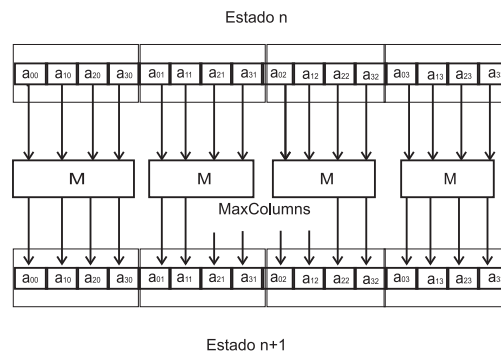 Estado n
a00 a10 a20 a30 a01 a11 a21 a31 a02 a12 a22 a32 a03 a13 a23
M M M M
MaxColumns
a00 a10 a20 a30 a01 a11 a21 a31 a02 a12 a22 a32 a03 a13 a23
Estado n+1